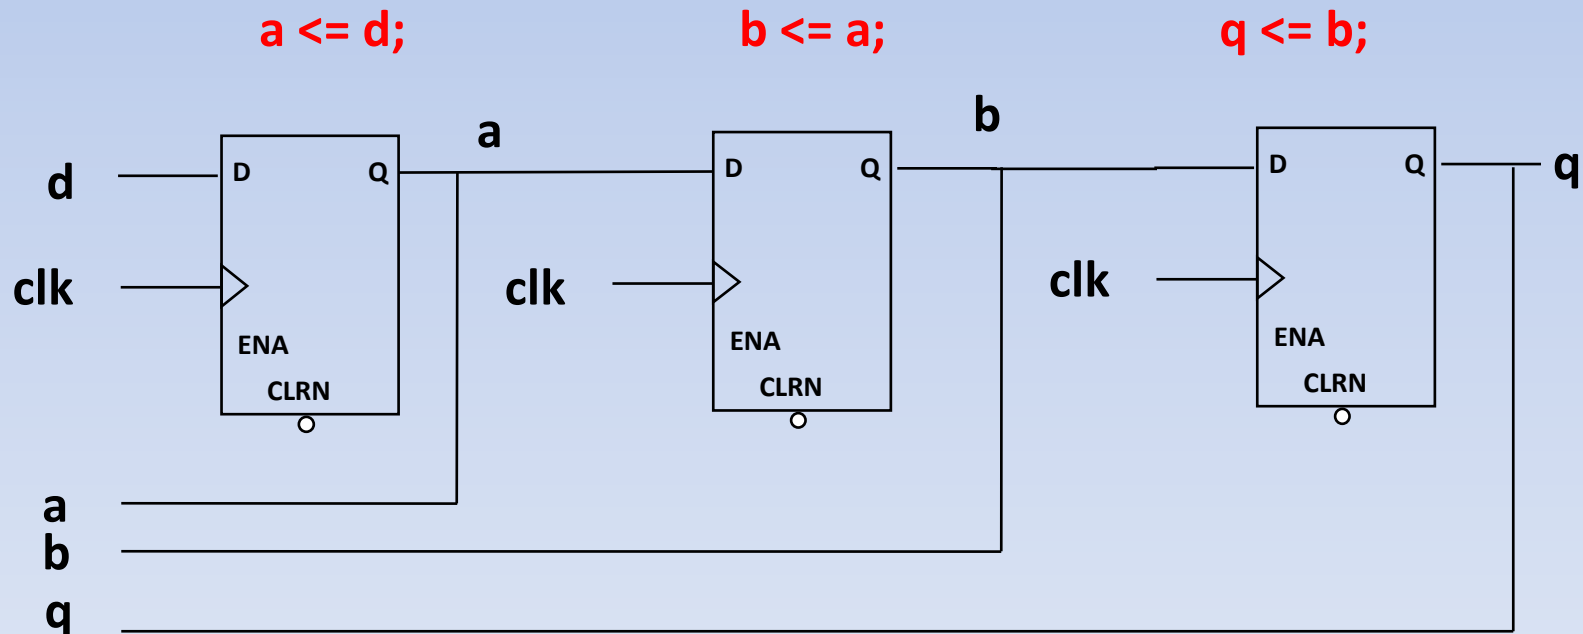 a <= d;
b <= a;
q <= b;
a
b
d
D
Q
D
Q
D
Q
q
clk
clk
clk
ENA
ENA
ENA
CLRN
CLRN
CLRN
a
b
q